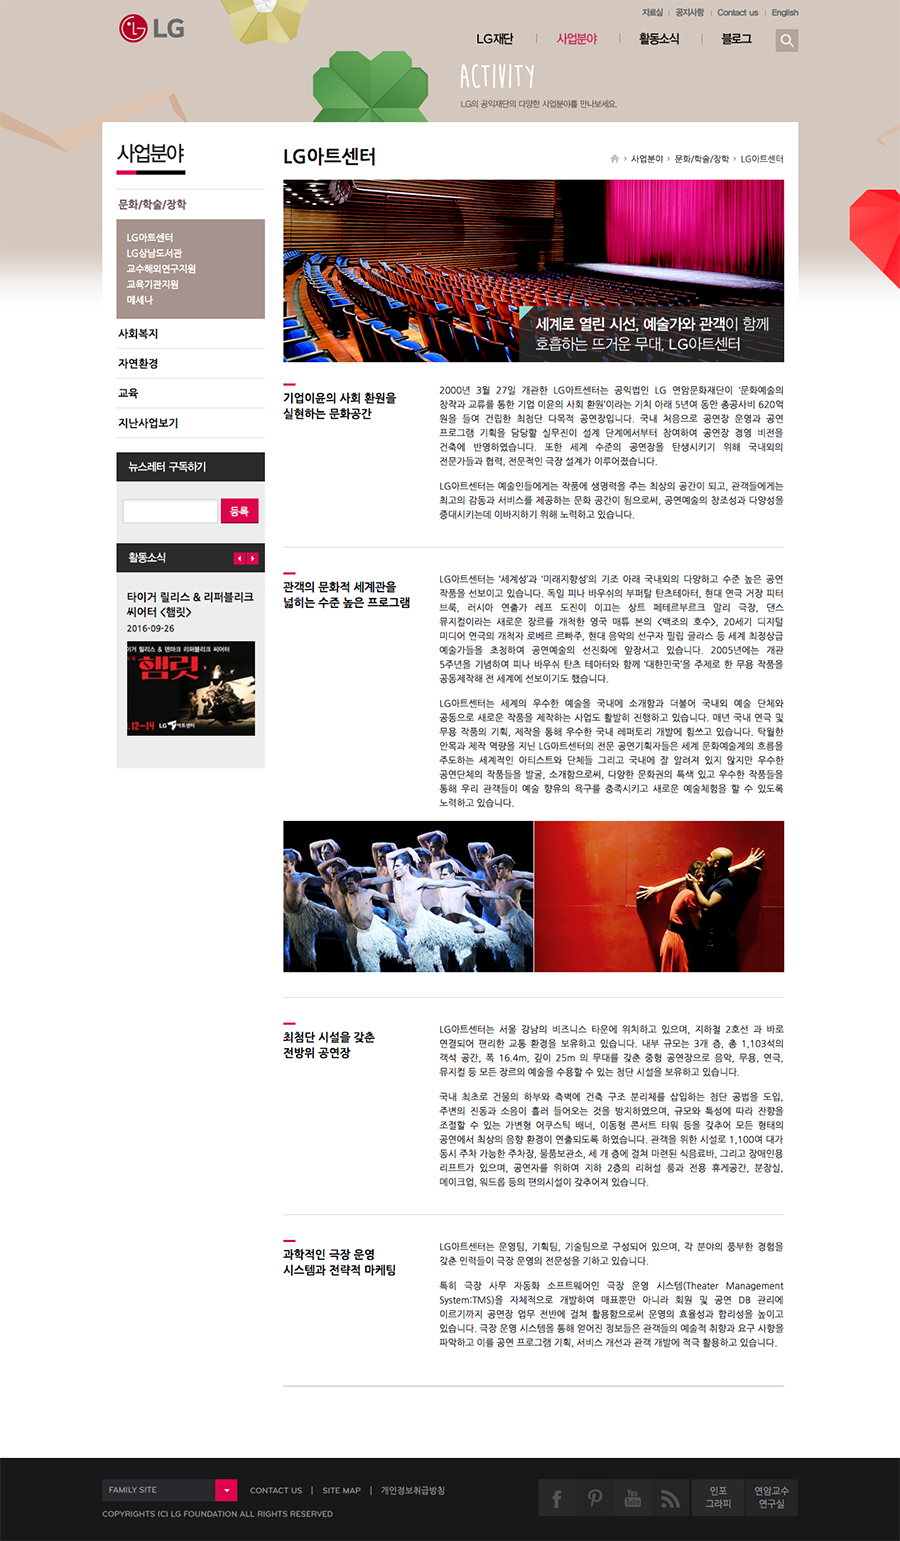 자료실 | 공지사항 | Contact us | English
LG
LG재단 | 사업분야 | 활동소식 | 블로그
ACTIVITY
LG의 공익재단의 다양한 사업분야를 만나보세요.
사업분야
문화/학술/장학
LG아트센터
LG상남도서관
교수해외연구지원
교육기관지원
메세나
사회복지
자연환경
교육
지난사업보기
뉴스레터 구독하기
등록
활동소식
타이거 릴리스 & 리퍼블리크
씨어터 <햄릿>
2016-09-26
이거 릴리스 & 덴마크 리퍼블리크 씨어터
햄릿
.12–14 LG아트센터
LG아트센터
> 사업분야 > 문화/학술/장학 > LG아트센터
세계로 열린 시선, 예술가와 관객이 함께
호흡하는 뜨거운 무대, LG아트센터
기업이윤의 사회 환원을
실현하는 문화공간
2000년 3월 27일 개관한 LG아트센터는 공익법인 LG 연암문화재단이 '문화예술의
창작과 교류를 통한 기업 이윤의 사회 환원'이라는 기치 아래 5년여 동안 총공사비 620억
원을 들여 건립한 최첨단 다목적 공연장입니다. 국내 처음으로 공연장 운영과 공연
프로그램 기획을 담당할 실무진이 설계 단계에서부터 참여하여 공연장 경영 비전을
건축에 반영하였습니다. 또한 세계 수준의 공연장을 탄생시키기 위해 국내외의
전문가들과 협력, 전문적인 극장 설계가 이루어졌습니다.
LG아트센터는 예술인들에게는 작품에 생명력을 주는 최상의 공간이 되고, 관객들에게는
최고의 감동과 서비스를 제공하는 문화 공간이 됨으로써, 공연예술의 창조성과 다양성을
증대시키는데 이바지하기 위해 노력하고 있습니다.
관객의 문화적 세계관을
넓히는 수준 높은 프로그램
LG아트센터는 '세계성'과 '미래지향성'의 기조 아래 국내외의 다양하고 수준 높은 공연
작품을 선보이고 있습니다. 독일 피나 바우쉬의 부퍼탈 탄츠테아터, 현대 연극 거장 피터
브룩, 러시아 연출가 레프 도진이 이끄는 상트 페테르부르크 말리 극장, 댄스
뮤지컬이라는 새로운 장르를 개척한 영국 매튜 본의 <백조의 호수>, 20세기 디지털
미디어 연극의 개척자 로베르 르빠주, 현대 음악의 선구자 필립 글라스 등 세계 최정상급
예술가들을 초청하여 공연예술의 선진화에 앞장서고 있습니다. 2005년에는 개관
5주년을 기념하여 피나 바우쉬 탄츠 테아터와 함께 '대한민국'을 주제로 한 무용 작품을
공동제작해 전 세계에 선보이기도 했습니다.
LG아트센터는 세계의 우수한 예술을 국내에 소개함과 더불어 국내외 예술 단체와
공동으로 새로운 작품을 제작하는 사업도 활발히 진행하고 있습니다. 매년 국내 연극 및
무용 작품의 기획, 제작을 통해 우수한 국내 레퍼토리 개발에 힘쓰고 있습니다. 탁월한
안목과 제작 역량을 지닌 LG아트센터의 전문 공연기획자들은 세계 문화예술계의 흐름을
주도하는 세계적인 아티스트와 단체들 그리고 국내에 잘 알려져 있지 않지만 우수한
공연단체의 작품들을 발굴, 소개함으로써, 다양한 문화권의 특색 있고 우수한 작품들을
통해 우리 관객들이 예술 향유의 욕구를 충족시키고 새로운 예술체험을 할 수 있도록
노력하고 있습니다.
최첨단 시설을 갖춘
전방위 공연장
LG아트센터는 서울 강남의 비즈니스 타운에 위치하고 있으며, 지하철 2호선 과 바로
연결되어 편리한 교통 환경을 보유하고 있습니다. 내부 규모는 3개 층, 총 1,103석의
객석 공간, 폭 16.4m, 깊이 25m 의 무대를 갖춘 중형 공연장으로 음악, 무용, 연극,
뮤지컬 등 모든 장르의 예술을 수용할 수 있는 첨단 시설을 보유하고 있습니다.
국내 최초로 건물의 하부와 측벽에 건축 구조 분리체를 삽입하는 첨단 공법을 도입,
주변의 진동과 소음이 흘러 들어오는 것을 방지하였으며, 규모와 특성에 따라 잔향을
조절할 수 있는 가변형 어쿠스틱 배너, 이동형 콘서트 타워 등을 갖추어 모든 형태의
공연에서 최상의 음향 환경이 연출되도록 하였습니다. 관객을 위한 시설로 1,100여 대가
동시 주차 가능한 주차장, 물품보관소, 세 개 층에 걸쳐 마련된 식음료바, 그리고 장애인용
리프트가 있으며, 공연자를 위하여 지하 2층의 리허설 룸과 전용 휴게공간, 분장실,
메이크업, 워드롭 등의 편의시설이 갖추어져 있습니다.
과학적인 극장 운영
시스템과 전략적 마케팅
LG아트센터는 운영팀, 기획팀, 기술팀으로 구성되어 있으며, 각 분야의 풍부한 경험을
갖춘 인력들이 극장 운영의 전문성을 기하고 있습니다.
특히 극장 사무 자동화 소프트웨어인 극장 운영 시스템(Theater Management
System:TMS)을 자체적으로 개발하여 매표뿐만 아니라 회원 및 공연 DB 관리에
이르기까지 공연장 업무 전반에 걸쳐 활용함으로써 운영의 효율성과 합리성을 높이고
있습니다. 극장 운영 시스템을 통해 얻어진 정보들은 관객들의 예술적 취향과 요구 사항을
파악하고 이를 공연 프로그램 기획, 서비스 개선과 관객 개발에 적극 활용하고 있습니다.
FAMILY SITE
CONTACT US | SITE MAP | 개인정보취급방침
COPYRIGHTS (C) LG FOUNDATION ALL RIGHTS RESERVED
You Tube
인포
그라피
연암교수
연구실